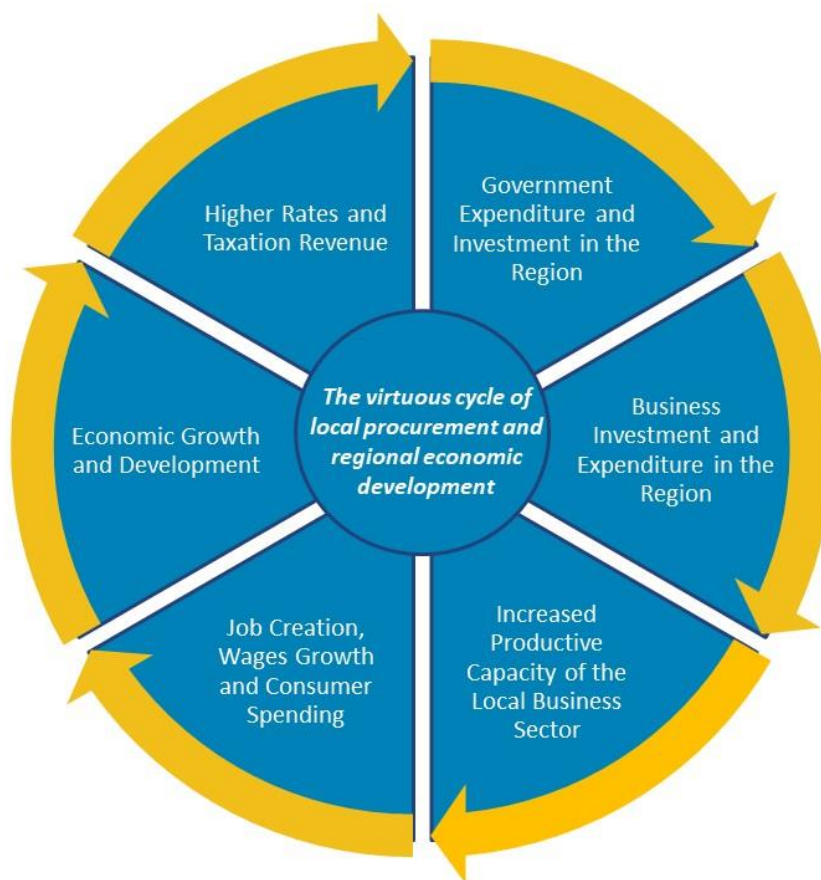 Higher Rates and
Taxation Revenue
Government
Expenditure and
Investment in the
Region
The virtuous cycle of
local procurement and
regional economic
development
Economic Growth
and Development
Business
Investment and
Expenditure in the
Region
Job Creation,
Wages Growth
and Consumer
Spending
Increased
Productive
Capacity of the
Local Business
Sector